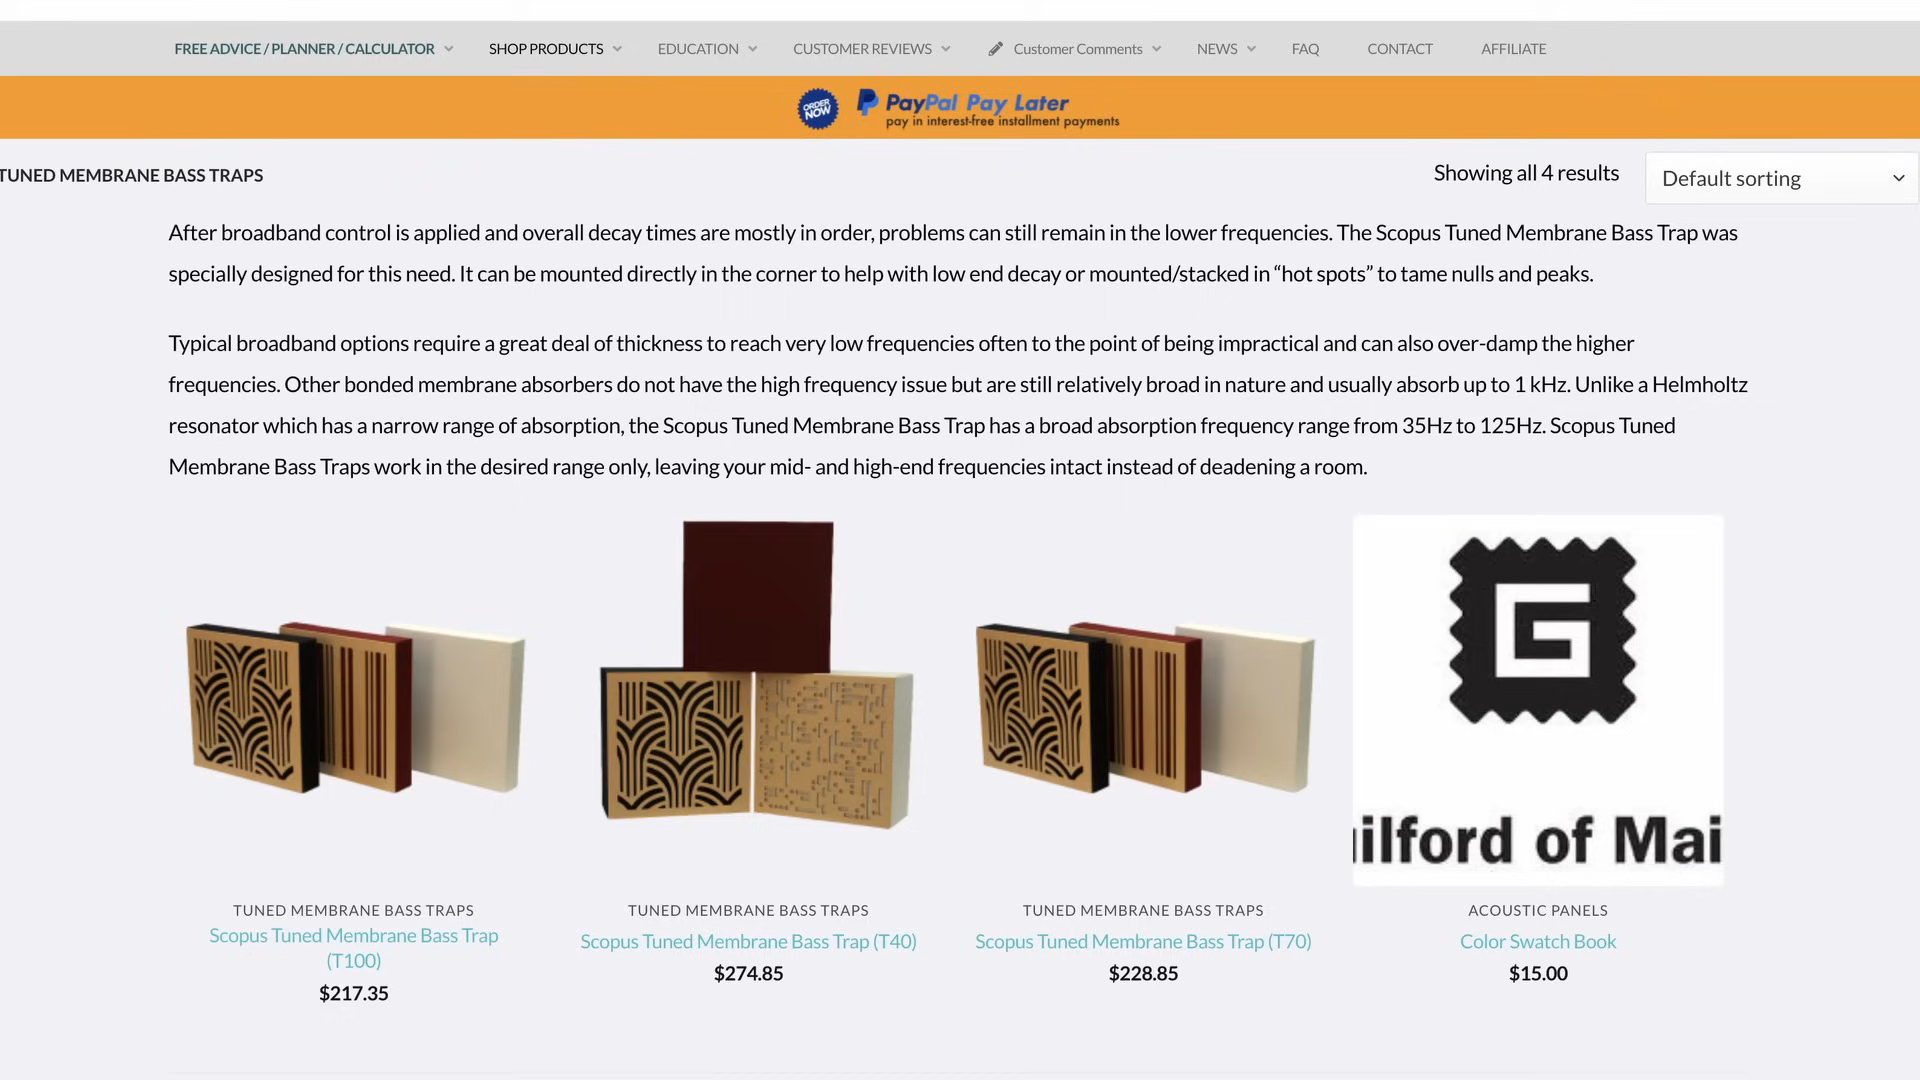 FREE ADVICE / PLANNER / CALCULATOR SHOP PRODUCTS EDUCATION CUSTOMER REVIEWS Customer Comments NEWS FAQ CONTACT AFFILIATE
ORDER NOW
PayPal Pay Later
pay in interest-free installment payments
TUNED MEMBRANE BASS TRAPS
Showing all 4 results
Default sorting
After broadband control is applied and overall decay times are mostly in order, problems can still remain in the lower frequencies. The Scopus Tuned Membrane Bass Trap was
specially designed for this need. It can be mounted directly in the corner to help with low end decay or mounted/stacked in “hot spots” to tame nulls and peaks.
Typical broadband options require a great deal of thickness to reach very low frequencies often to the point of being impractical and can also over-damp the higher
frequencies. Other bonded membrane absorbers do not have the high frequency issue but are still relatively broad in nature and usually absorb up to 1 kHz. Unlike a Helmholtz
resonator which has a narrow range of absorption, the Scopus Tuned Membrane Bass Trap has a broad absorption frequency range from 35Hz to 125Hz. Scopus Tuned
Membrane Bass Traps work in the desired range only, leaving your mid- and high-end frequencies intact instead of deadening a room.
G
ilford of Mai
TUNED MEMBRANE BASS TRAPS
Scopus Tuned Membrane Bass Trap
(T100)
$217.35
TUNED MEMBRANE BASS TRAPS
Scopus Tuned Membrane Bass Trap (T40)
$274.85
TUNED MEMBRANE BASS TRAPS
Scopus Tuned Membrane Bass Trap (T70)
$228.85
ACOUSTIC PANELS
Color Swatch Book
$15.00